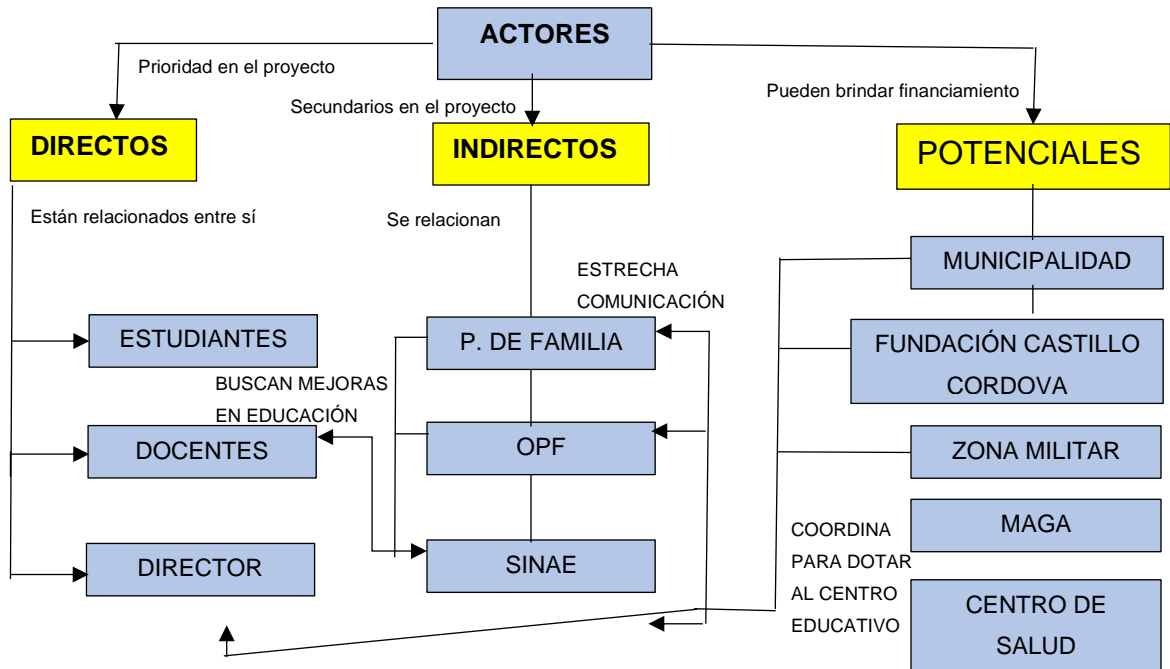 ACTORES
Prioridad en el proyecto
Secundarios en el proyecto
Pueden brindar financiamiento
DIRECTOS
INDIRECTOS
POTENCIALES
Están relacionados entre sí
Se relacionan
MUNICIPALIDAD
ESTRECHA
COMUNICACIÓN
ESTUDIANTES
P. DE FAMILIA
FUNDACIÓN CASTILLO
CORDOVA
BUSCAN MEJORAS
EN EDUCACIÓN
DOCENTES
OPF
ZONA MILITAR
MAGA
COORDINA
PARA DOTAR
AL CENTRO
EDUCATIVO
DIRECTOR
SINAE
CENTRO DE
SALUD